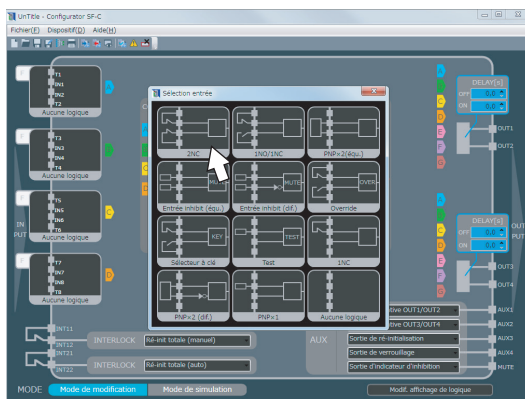 UnTitle - Configurator SF-C
Fichier(F) Dispositif(D) Aide(H)
T1
IN1
IN2
T2
Aucune logique
A
T3
IN3
IN4
T4
Aucune logique
T5
IN5
IN6
T6
Aucune logique
C
T7
IN7
IN8
T8
Aucune logique
D
IN
PUT
Sélection entrée
2NC
1NO/1NC
PNP×2(équ.)
MUTE
OVER
Entrée inhibit (équ.)
Entrée inhibit (dif.)
Override
KEY
TEST
Sélecteur à clé
Test
1NC
PNP×2 (dif.)
PNP×1
Aucune logique
A
B
C
D
E
F
G
DELAY[s]
OFF 0,0
ON 0,0
OUT1
OUT2
A
B
C
D
E
F
G
DELAY[s]
OFF 0,0
ON 0,0
OUT3
OUT4
OUT
PUT
INT11
INT12
INTERLOCK
Ré-init totale (manuel)
INT21
INT22
INTERLOCK
Ré-init totale (auto)
AUX
tive OUT1/OUT2
AUX1
tive OUT3/OUT4
AUX2
Sortie de ré-initialisation
AUX3
Sortie de verrouillage
AUX4
Sortie d'indicateur d'inhibition
MUTE
MODE
Mode de modification
Mode de simulation
Modif. affichage de logique